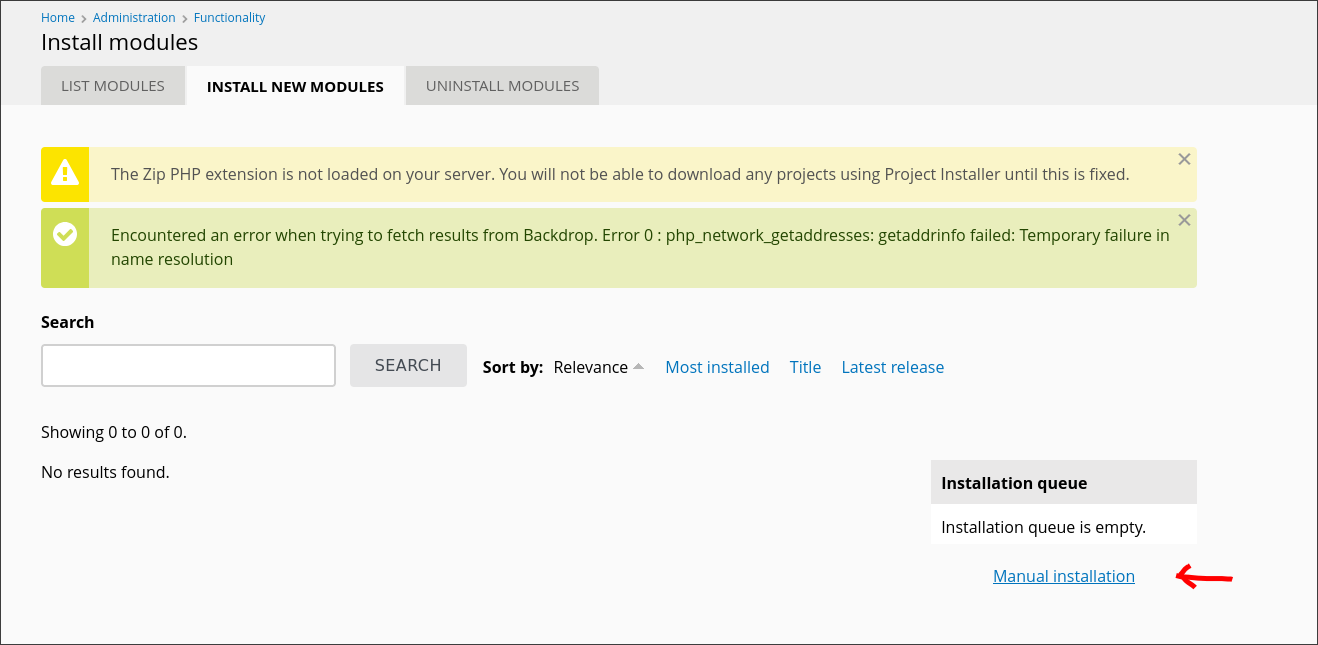 Home › Administration › Functionality
Install modules
LIST MODULES INSTALL NEW MODULES UNINSTALL MODULES
The Zip PHP extension is not loaded on your server. You will not be able to download any projects using Project Installer until this is fixed.
Encountered an error when trying to fetch results from Backdrop. Error 0 : php_network_getaddresses: getaddrinfo failed: Temporary failure in
name resolution
Search
SEARCH Sort by: Relevance Most installed Title Latest release
Showing 0 to 0 of 0.
No results found.
Installation queue
Installation queue is empty.
Manual installation